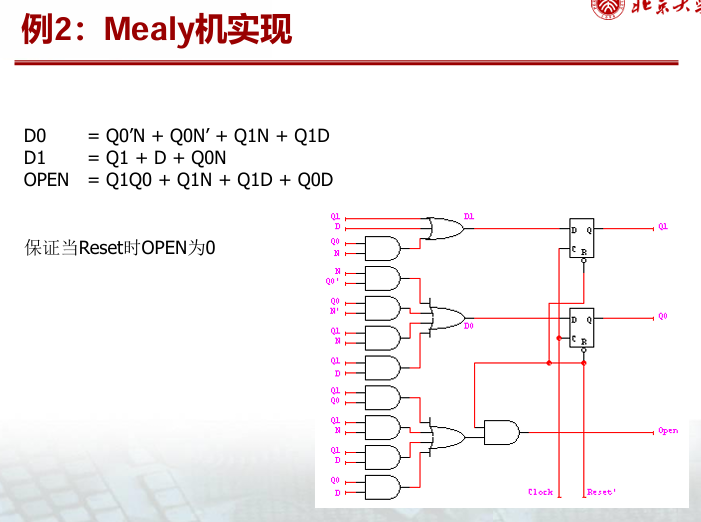 例2：Mealy机实现
北京大学
D0 = Q0’N + Q0N’ + Q1N + Q1D
D1 = Q1 + D + Q0N
OPEN = Q1Q0 + Q1N + Q1D + Q0D
保证当Reset时OPEN为0
Q1
D
D1
Q0
N
D Q
C R
Q1
N
Q0'
Q0
N'
Q1
N
D0
D Q
C R
Q0
Q1
D
Q1
Q0
Q1
N
Q1
D
Open
Q0
D
Clock
Reset'